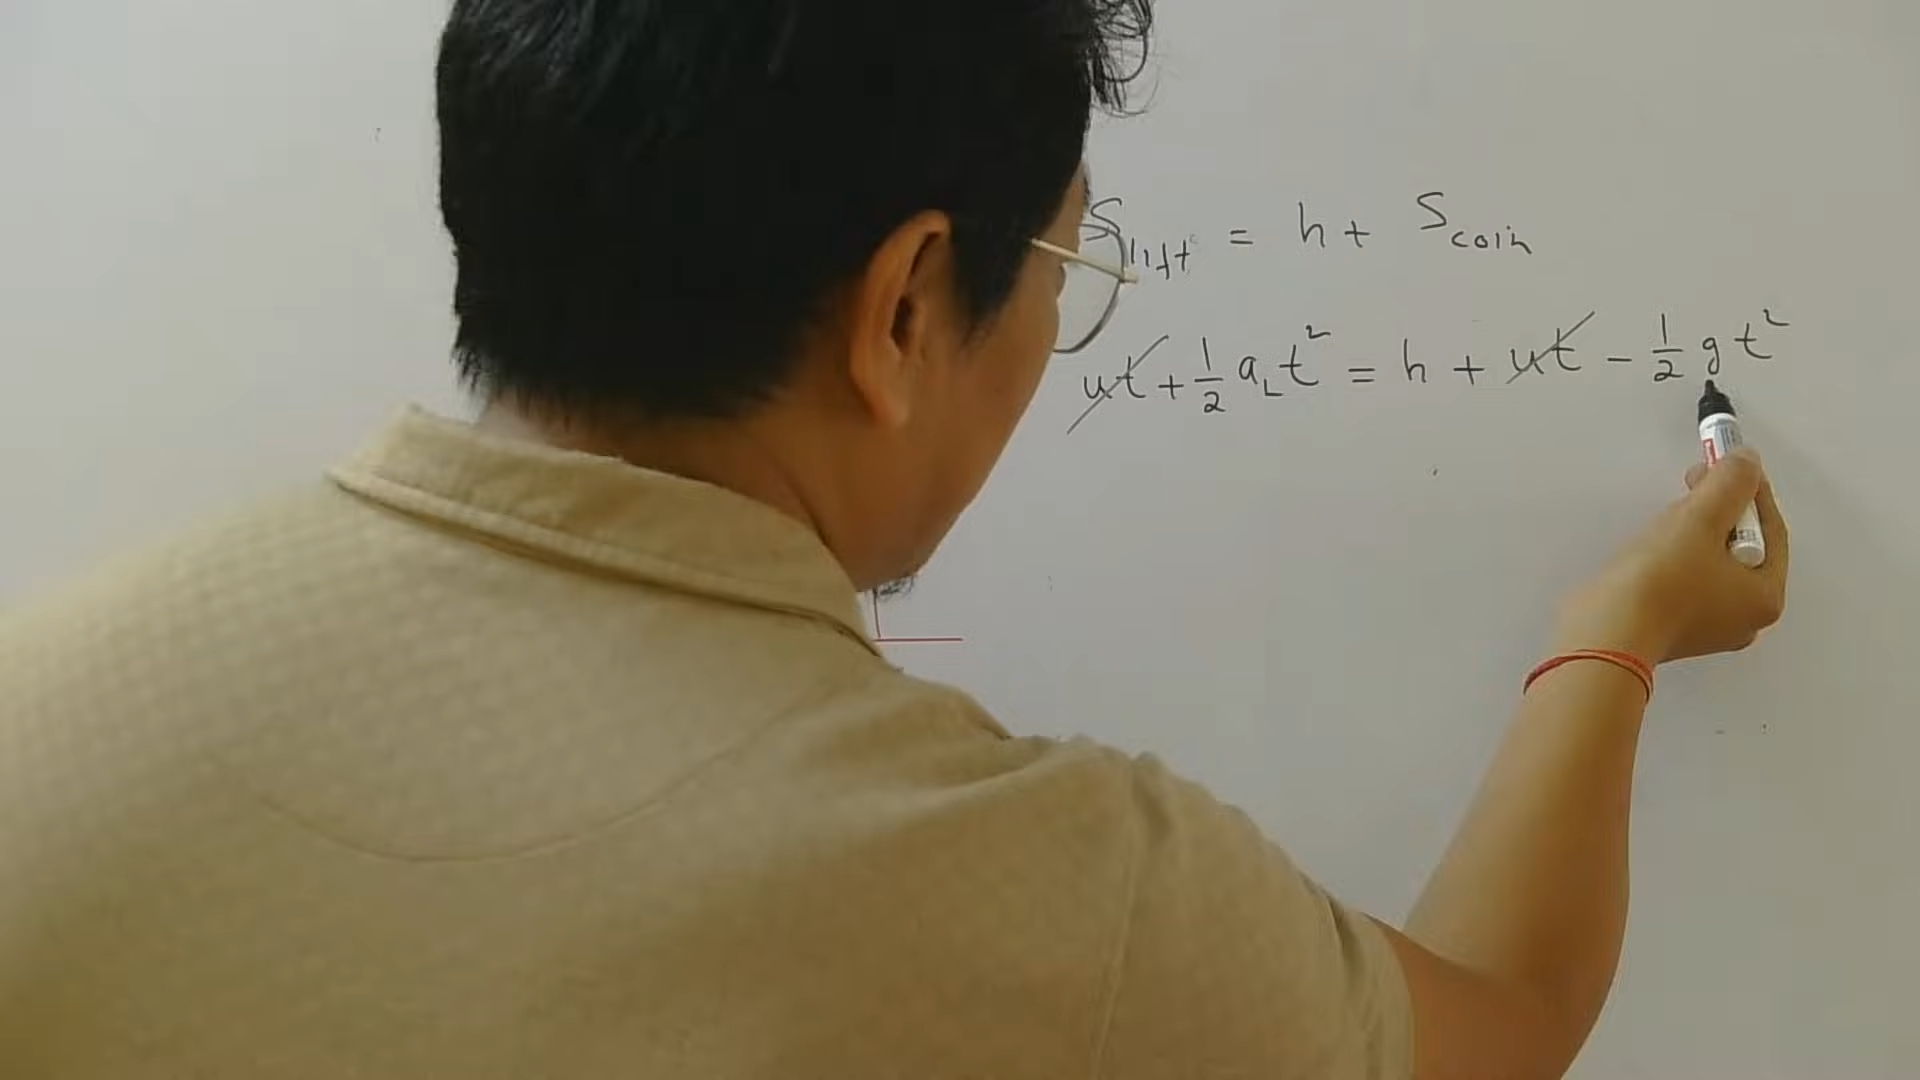 S_lift = h + S_coin
ut + 1/2 a_L t² = h + ut - 1/2 g t²